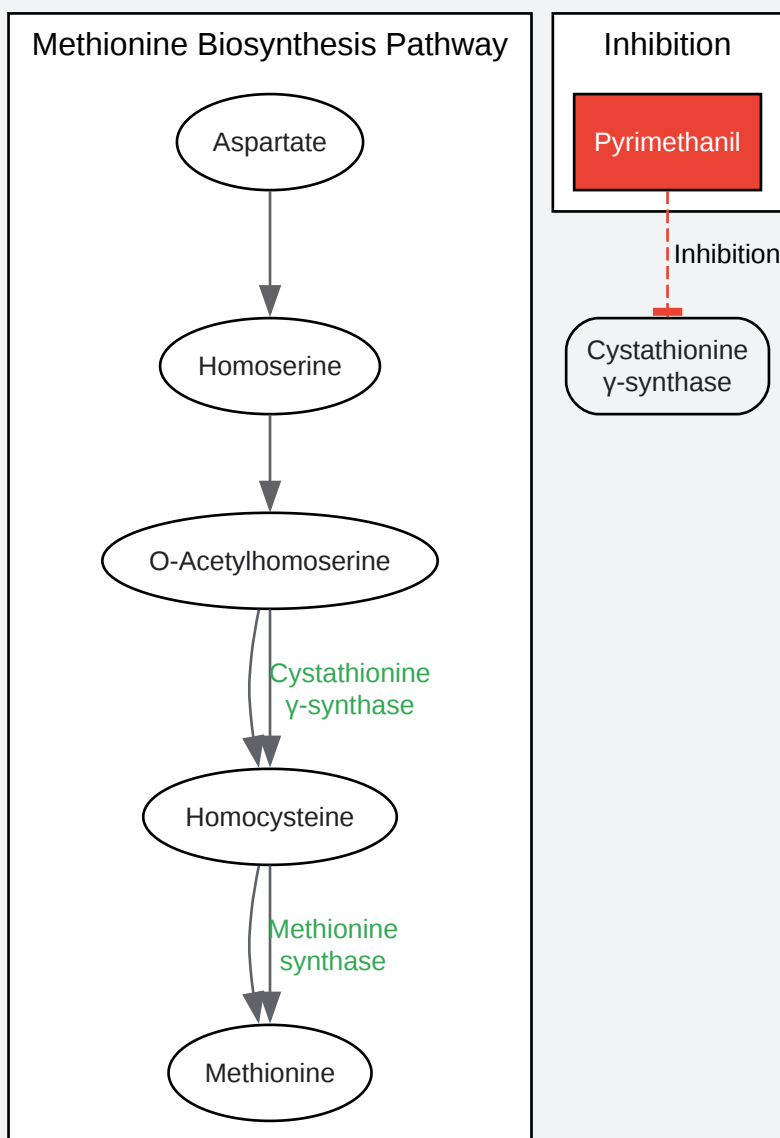 Methionine Biosynthesis Pathway
Aspartate
Homoserine
O-Acetylhomoserine
Cystathionine
γ-synthase
Homocysteine
Methionine
synthase
Methionine
Inhibition
Pyrimethanil
Inhibition
Cystathionine
γ-synthase